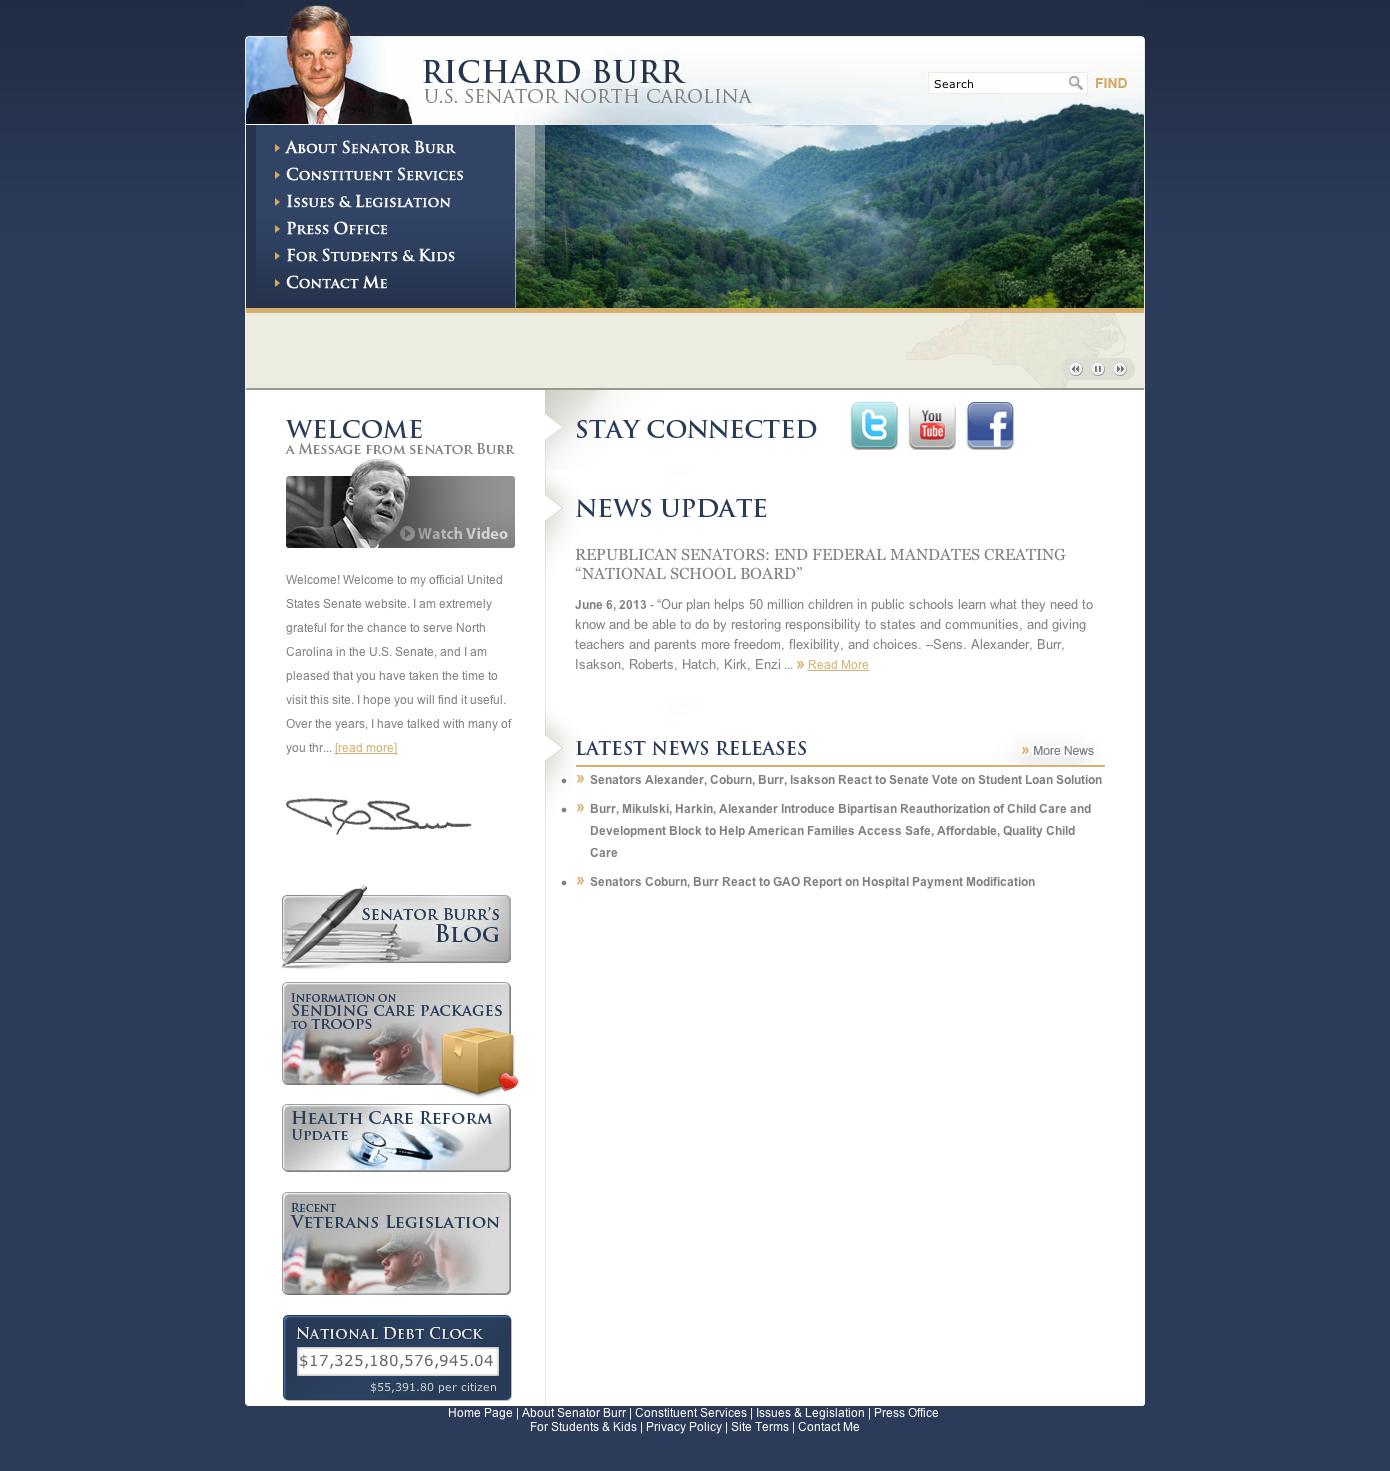 RICHARD BURR
U.S. SENATOR NORTH CAROLINA
Search
FIND
ABOUT SENATOR BURR
CONSTITUENT SERVICES
ISSUES & LEGISLATION
PRESS OFFICE
FOR STUDENTS & KIDS
CONTACT ME
WELCOME
A MESSAGE FROM SENATOR BURR
Watch Video
Welcome! Welcome to my official United
States Senate website. I am extremely
grateful for the chance to serve North
Carolina in the U.S. Senate, and I am
pleased that you have taken the time to
visit this site. I hope you will find it useful.
Over the years, I have talked with many of
you thr... [read more]
SENATOR BURR'S
BLOG
INFORMATION ON
SENDING CARE PACKAGES
TO TROOPS
HEALTH CARE REFORM
UPDATE
RECENT
VETERANS LEGISLATION
NATIONAL DEBT CLOCK
$17,325,180,576,945.04
$55,391.80 per citizen
STAY CONNECTED
You
Tube
NEWS UPDATE
REPUBLICAN SENATORS: END FEDERAL MANDATES CREATING
“NATIONAL SCHOOL BOARD”
June 6, 2013 - “Our plan helps 50 million children in public schools learn what they need to
know and be able to do by restoring responsibility to states and communities, and giving
teachers and parents more freedom, flexibility, and choices. –Sens. Alexander, Burr,
Isakson, Roberts, Hatch, Kirk, Enzi ... » Read More
LATEST NEWS RELEASES
» More News
• » Senators Alexander, Coburn, Burr, Isakson React to Senate Vote on Student Loan Solution
• » Burr, Mikulski, Harkin, Alexander Introduce Bipartisan Reauthorization of Child Care and
Development Block to Help American Families Access Safe, Affordable, Quality Child
Care
• » Senators Coburn, Burr React to GAO Report on Hospital Payment Modification
Home Page | About Senator Burr | Constituent Services | Issues & Legislation | Press Office
For Students & Kids | Privacy Policy | Site Terms | Contact Me